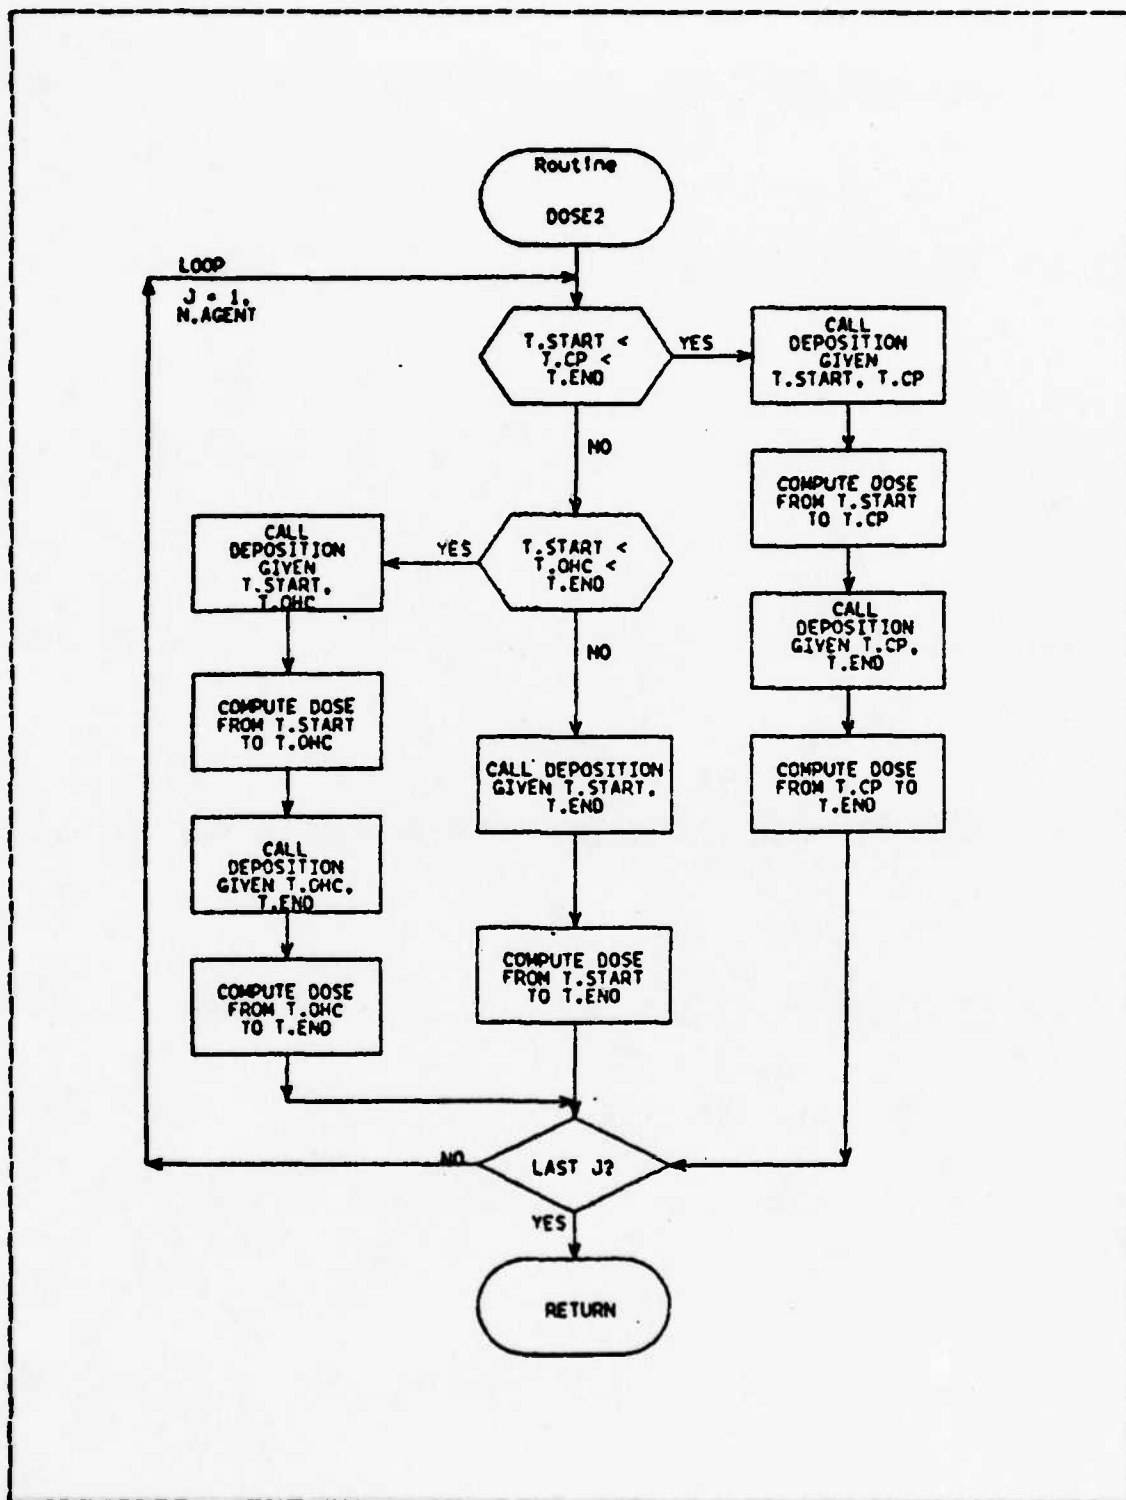 Routine
DOSE2
LOOP
J = 1,
N.AGENT
T.START <
T.CP <
T.END
YES
CALL
DEPOSITION
GIVEN
T.START, T.CP
NO
COMPUTE DOSE
FROM T.START
TO T.CP
CALL
DEPOSITION
GIVEN
T.START,
T.OHC
YES
T.START <
T.OHC <
T.END
CALL
DEPOSITION
GIVEN T.CP,
T.END
NO
COMPUTE DOSE
FROM T.START
TO T.OHC
CALL DEPOSITION
GIVEN T.START,
T.END
COMPUTE DOSE
FROM T.CP TO
T.END
CALL
DEPOSITION
GIVEN T.OHC,
T.END
COMPUTE DOSE
FROM T.START
TO T.END
COMPUTE DOSE
FROM T.OHC
TO T.END
NO
LAST J?
YES
RETURN